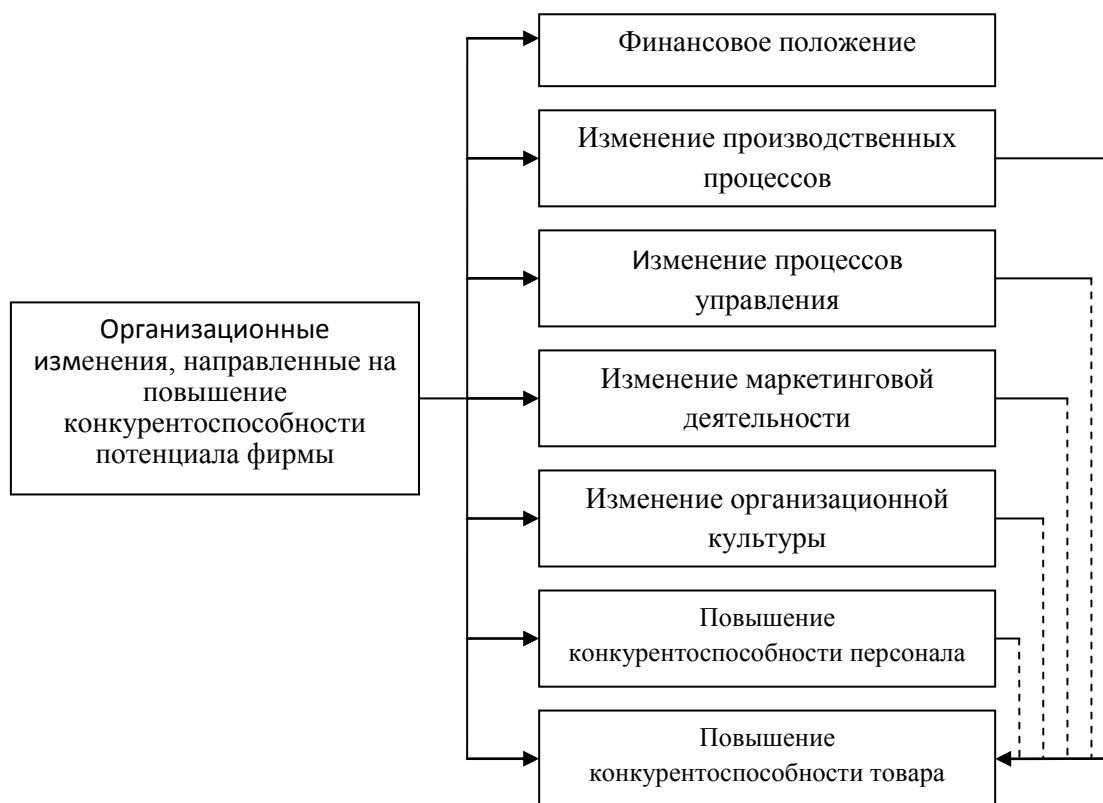 Финансовое положение
Изменение производственных
процессов
Изменение процессов
управления
Организационные
изменения, направленные на
повышение
конкурентоспособности
потенциала фирмы
Изменение маркетинговой
деятельности
Изменение организационной
культуры
Повышение
конкурентоспособности персонала
Повышение
конкурентоспособности товара